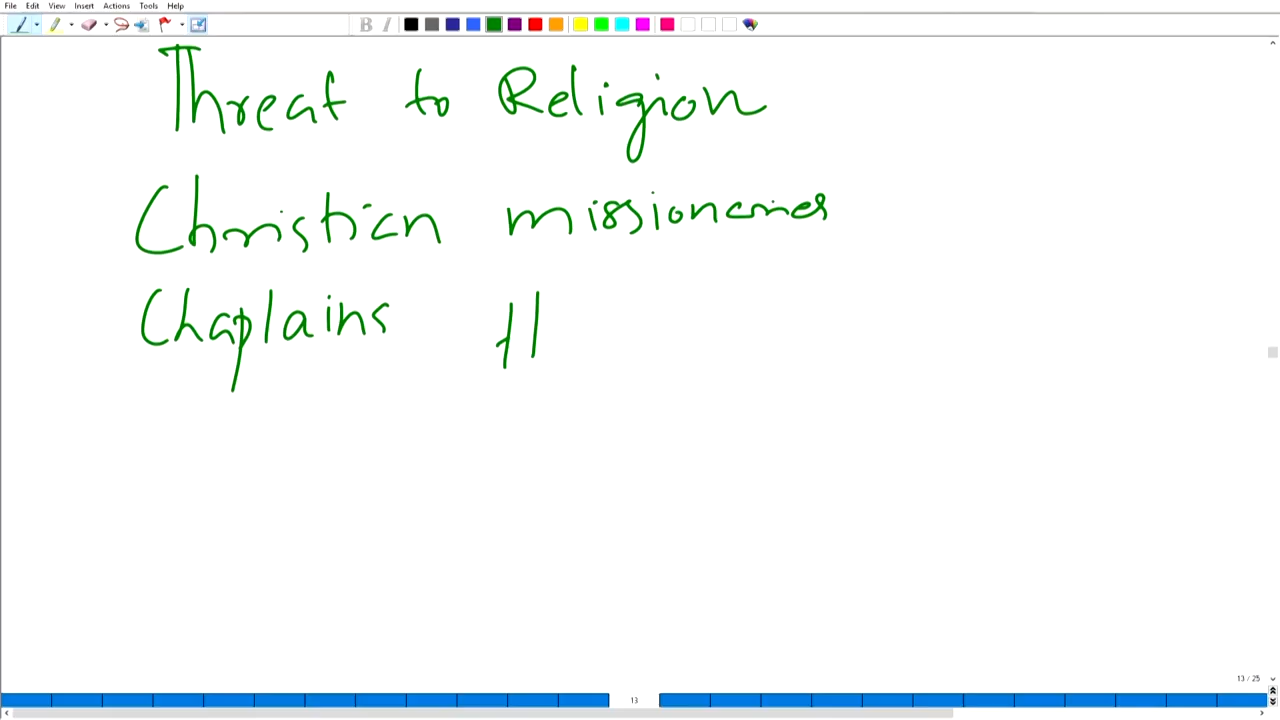 File Edit View Insert Actions Tools Help
B I
Threat to Religion
Christian missionaries
Chaplains
13 / 25
13